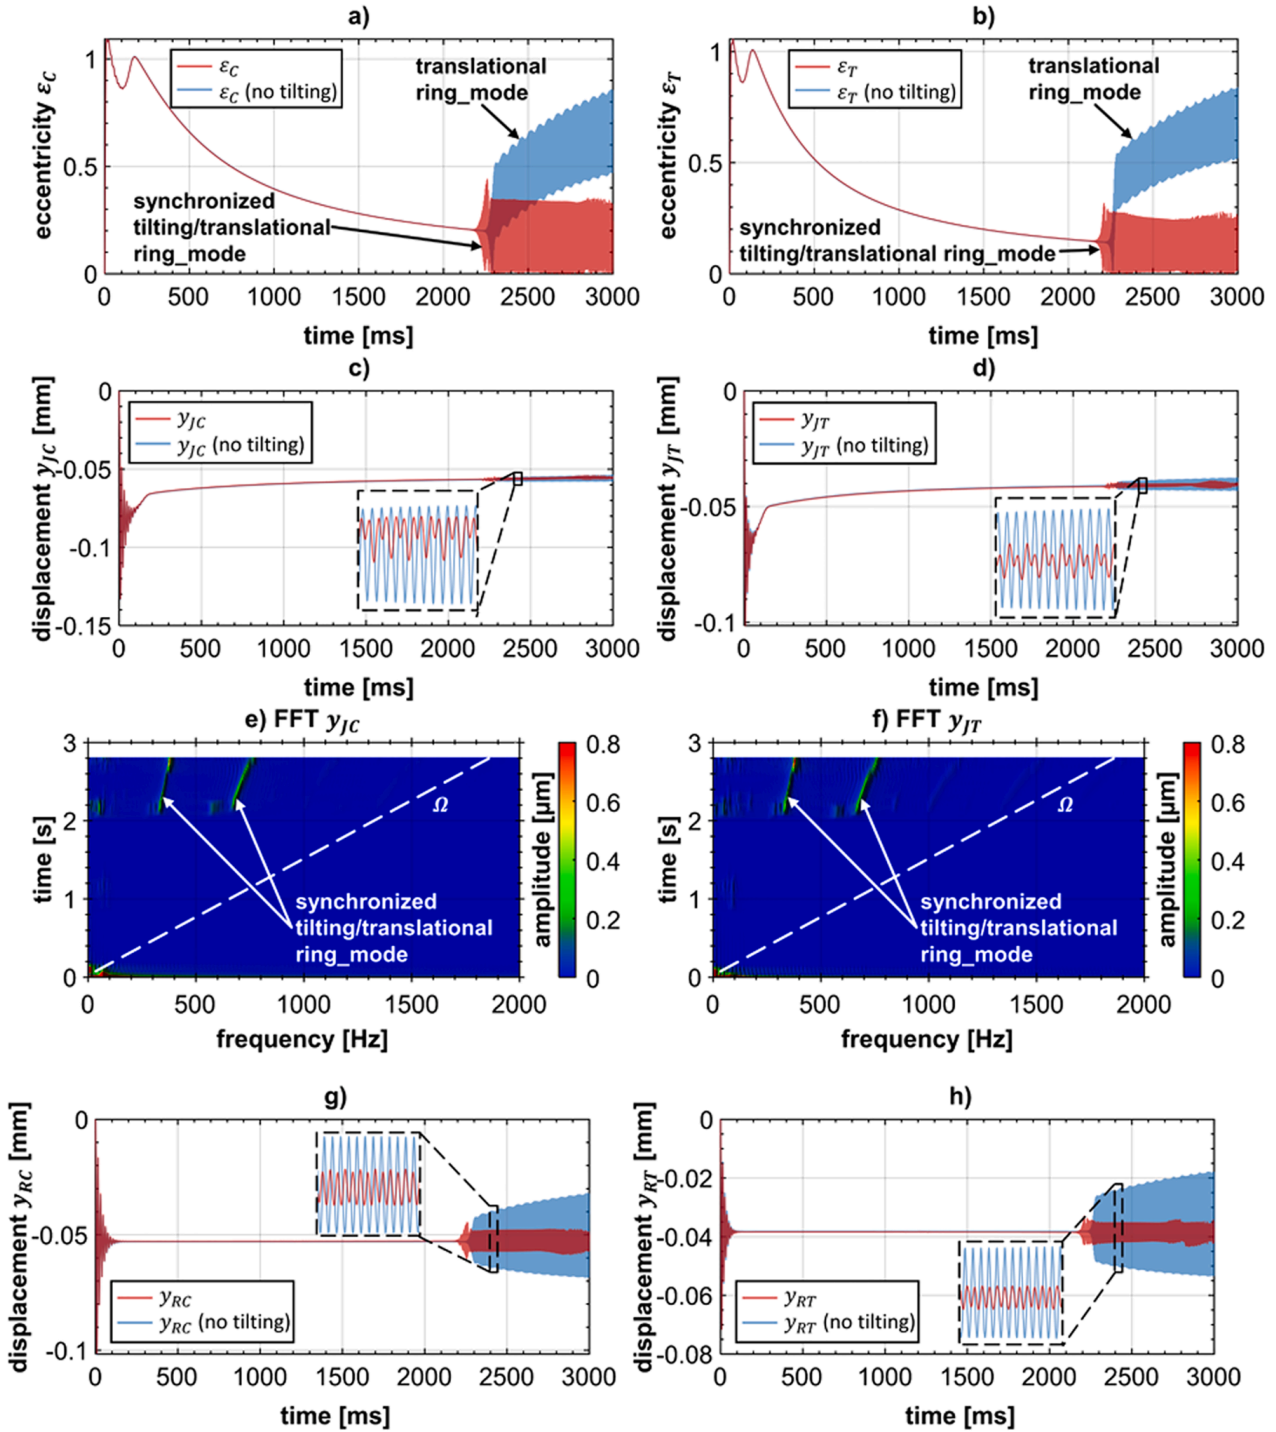 a)
eccentricity ε_C
1
0.5
0
ε_C
ε_C (no tilting)
translational
ring_mode
synchronized
tilting/translational
ring_mode
0 500 1000 1500 2000 2500 3000
time [ms]
b)
eccentricity ε_T
1
0.5
0
ε_T
ε_T (no tilting)
translational
ring_mode
synchronized
tilting/translational ring_mode
0 500 1000 1500 2000 2500 3000
time [ms]
c)
displacement y_JC [mm]
0
-0.05
-0.1
-0.15
y_JC
y_JC (no tilting)
0 500 1000 1500 2000 2500 3000
time [ms]
d)
displacement y_JT [mm]
0
-0.05
-0.1
y_JT
y_JT (no tilting)
0 500 1000 1500 2000 2500 3000
time [ms]
e) FFT y_JC
time [s]
3
2
1
0
Ω
synchronized
tilting/translational
ring_mode
0 500 1000 1500 2000
frequency [Hz]
amplitude [μm]
0.8
0.6
0.4
0.2
0
f) FFT y_JT
time [s]
3
2
1
0
Ω
synchronized
tilting/translational
ring_mode
0 500 1000 1500 2000
frequency [Hz]
amplitude [μm]
0.8
0.6
0.4
0.2
0
g)
displacement y_RC [mm]
0
-0.05
-0.1
y_RC
y_RC (no tilting)
0 500 1000 1500 2000 2500 3000
time [ms]
h)
displacement y_RT [mm]
0
-0.02
-0.04
-0.06
-0.08
y_RT
y_RT (no tilting)
0 500 1000 1500 2000 2500 3000
time [ms]